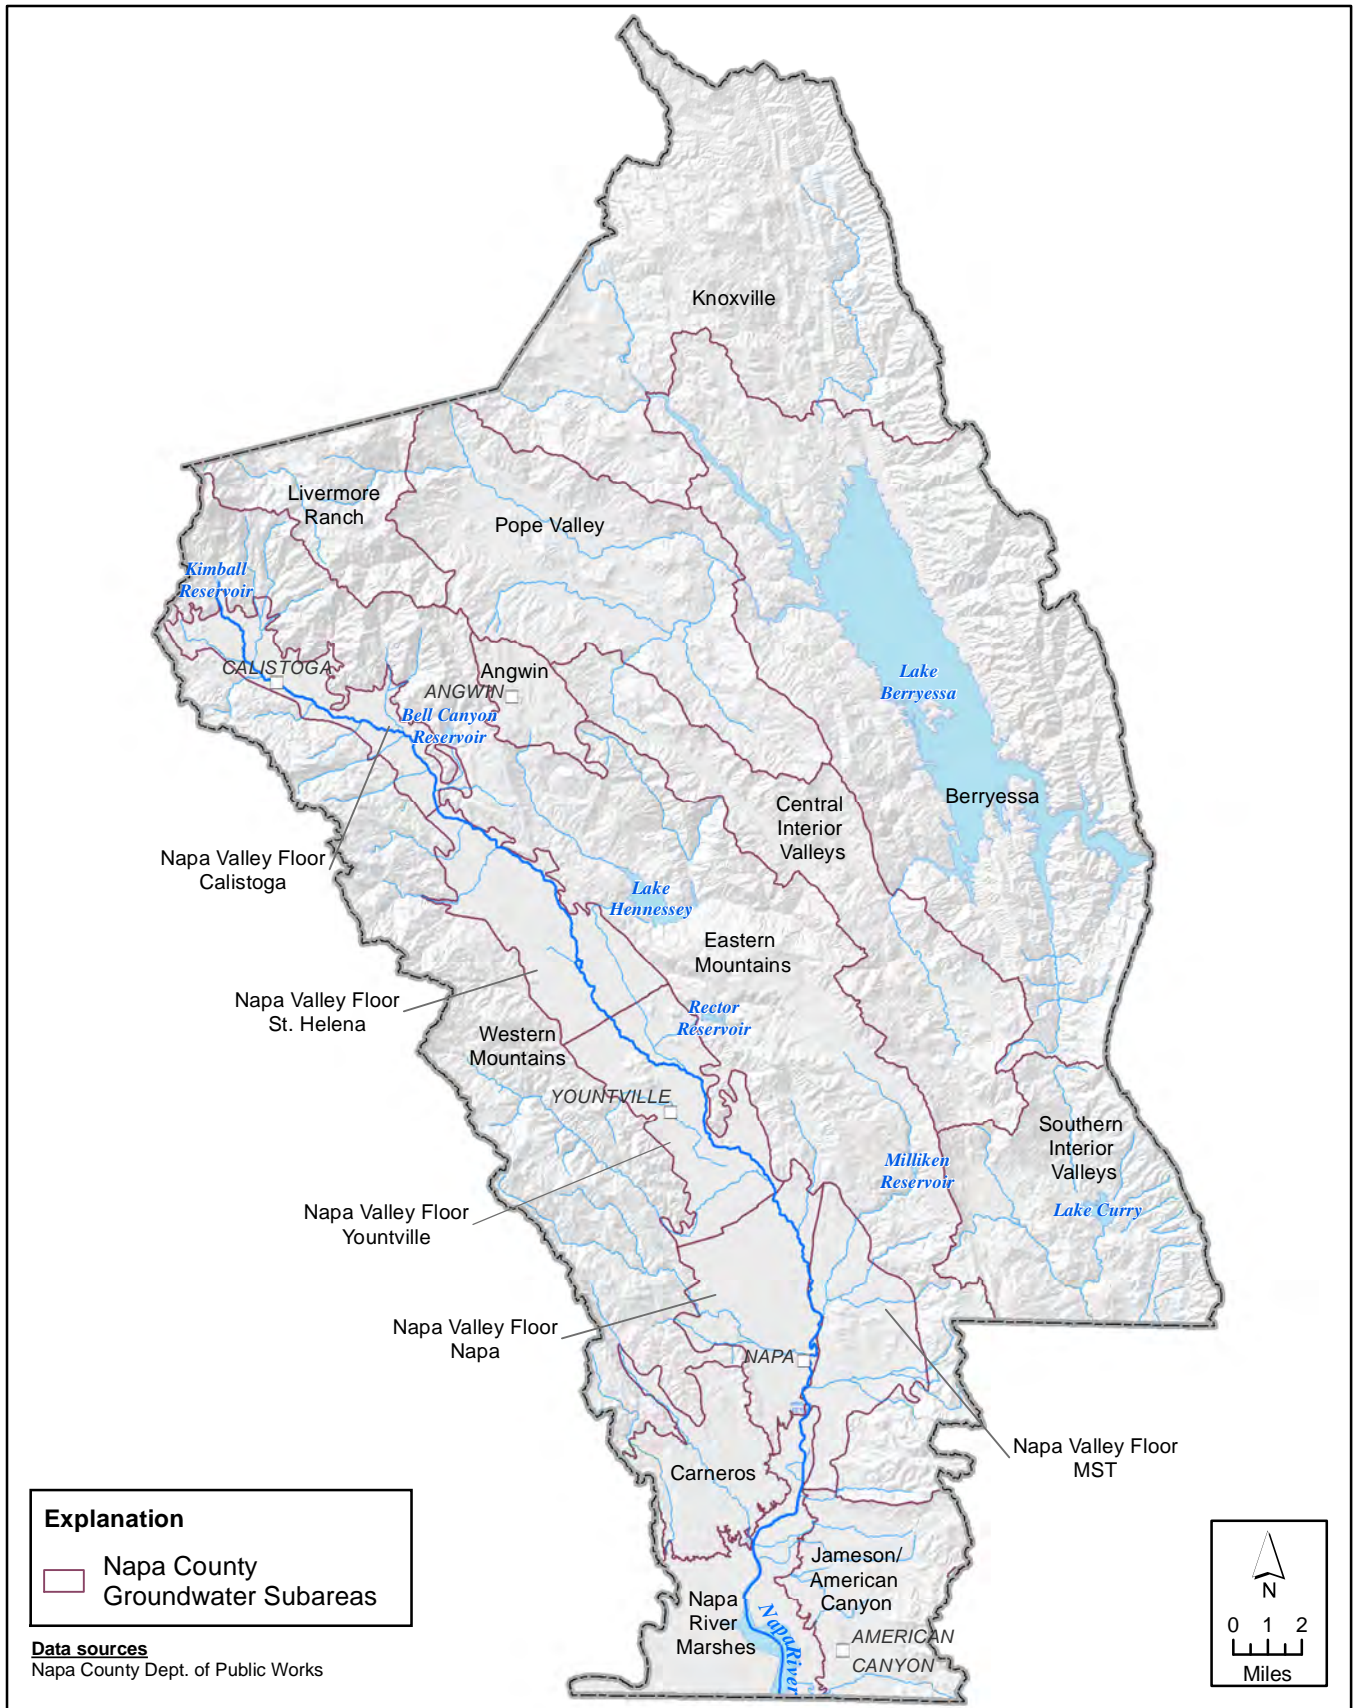 Knoxville
Livermore
Ranch
Pope Valley
Kimball
Reservoir
CALISTOGA
Angwin
ANGWIN
Bell Canyon
Reservoir
Lake
Berryessa
Berryessa
Central
Interior
Valleys
Napa Valley Floor
Calistoga
Lake
Hennessey
Eastern
Mountains
Napa Valley Floor
St. Helena
Rector
Reservoir
Western
Mountains
YOUNTVILLE
Southern
Interior
Valleys
Milliken
Reservoir
Lake Curry
Napa Valley Floor
Yountville
Napa Valley Floor
Napa
NAPA
Napa Valley Floor
MST
Carneros
Jameson/
American
Canyon
Napa
River
Marshes
Napa River
AMERICAN
CANYON
Explanation
Napa County
Groundwater Subareas
Data sources
Napa County Dept. of Public Works
N
0 1 2
Miles